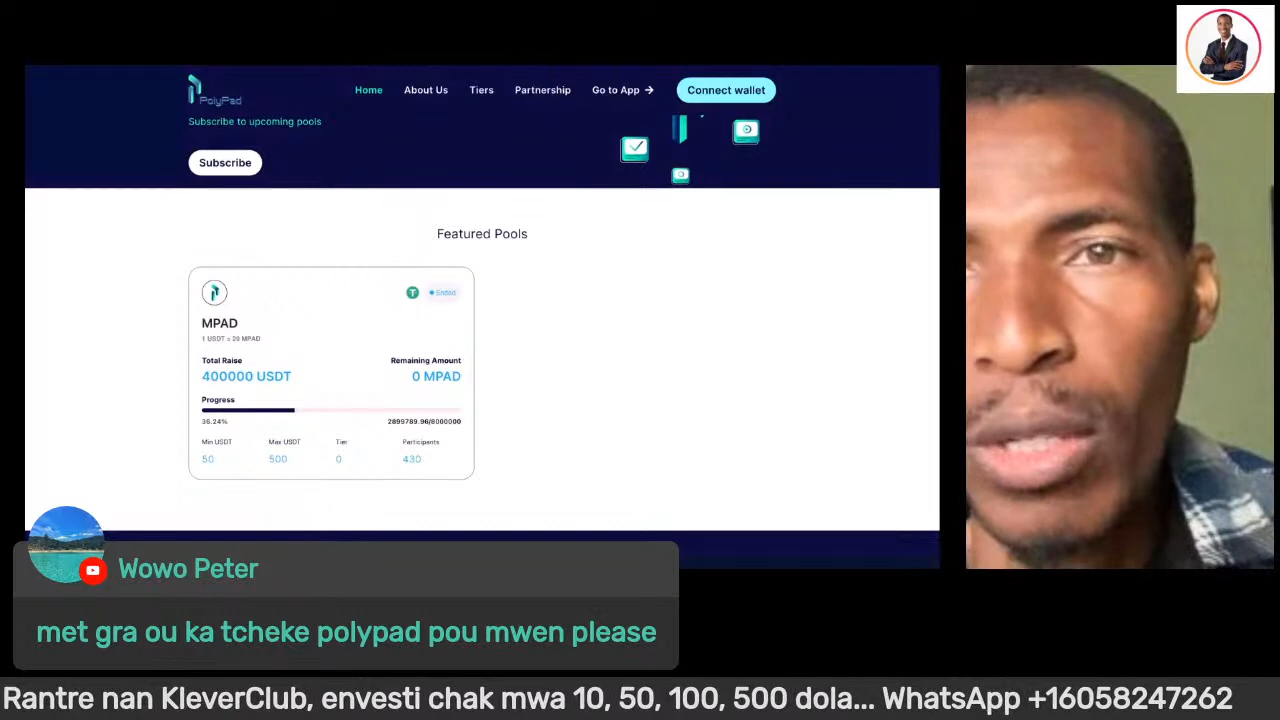 PolyPad
Home About Us Tiers Partnership Go to App → Connect wallet
Subscribe to upcoming pools
Subscribe
Featured Pools
Ended
MPAD
1 USDT = 20 MPAD
Total Raise Remaining Amount
400000 USDT 0 MPAD
Progress
36.24% 2899789.96/8000000
Min USDT Max USDT Tier Participants
50 500 0 430
Wowo Peter
met gra ou ka tcheke polypad pou mwen please
Rantre nan KleverClub, envesti chak mwa 10, 50, 100, 500 dola... WhatsApp +16058247262